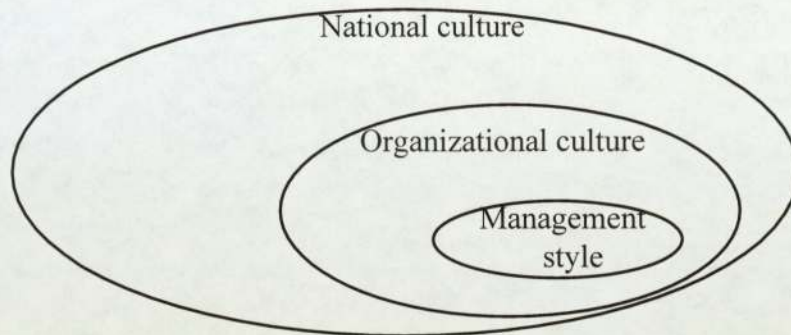 National culture
Organizational culture
Management
style